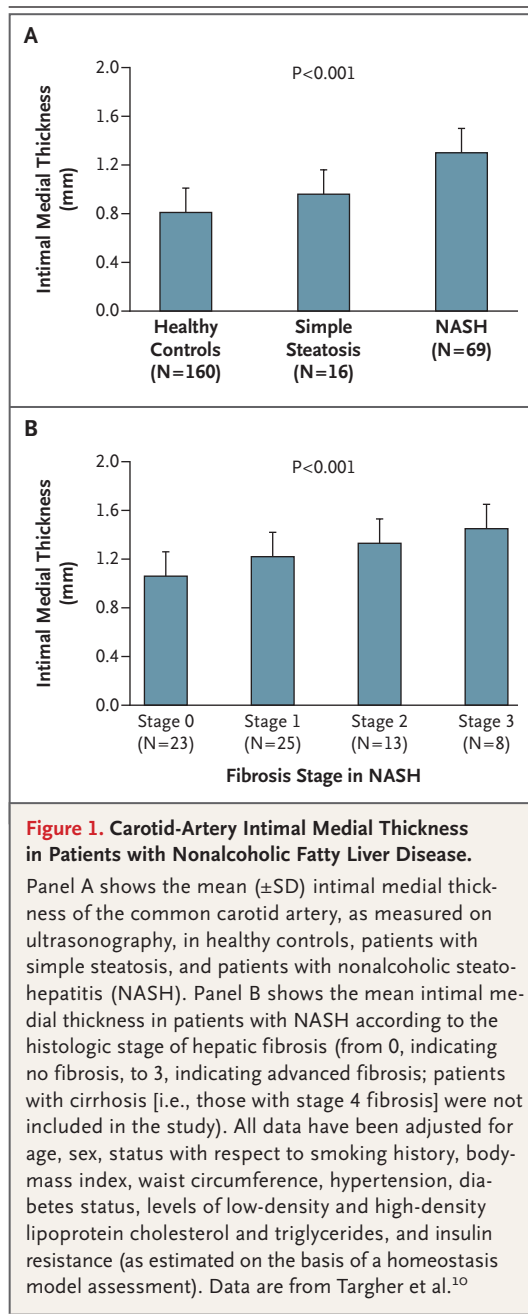 A
2.0
P<0.001
1.6
1.2
0.8
0.4
0.0
Intimal Medial Thickness
(mm)
Healthy Simple NASH
Controls Steatosis (N=69)
(N=160) (N=16)
B
2.0
P<0.001
1.6
1.2
0.8
0.4
0.0
Intimal Medial Thickness
(mm)
Stage 0 Stage 1 Stage 2 Stage 3
(N=23) (N=25) (N=13) (N=8)
Fibrosis Stage in NASH
Figure 1. Carotid-Artery Intimal Medial Thickness
in Patients with Nonalcoholic Fatty Liver Disease.
Panel A shows the mean (±SD) intimal medial thick-
ness of the common carotid artery, as measured on
ultrasonography, in healthy controls, patients with
simple steatosis, and patients with nonalcoholic steato-
hepatitis (NASH). Panel B shows the mean intimal me-
dial thickness in patients with NASH according to the
histologic stage of hepatic fibrosis (from 0, indicating
no fibrosis, to 3, indicating advanced fibrosis; patients
with cirrhosis [i.e., those with stage 4 fibrosis] were not
included in the study). All data have been adjusted for
age, sex, status with respect to smoking history, body-
mass index, waist circumference, hypertension, dia-
betes status, levels of low-density and high-density
lipoprotein cholesterol and triglycerides, and insulin
resistance (as estimated on the basis of a homeostasis
model assessment). Data are from Targher et al.¹⁰